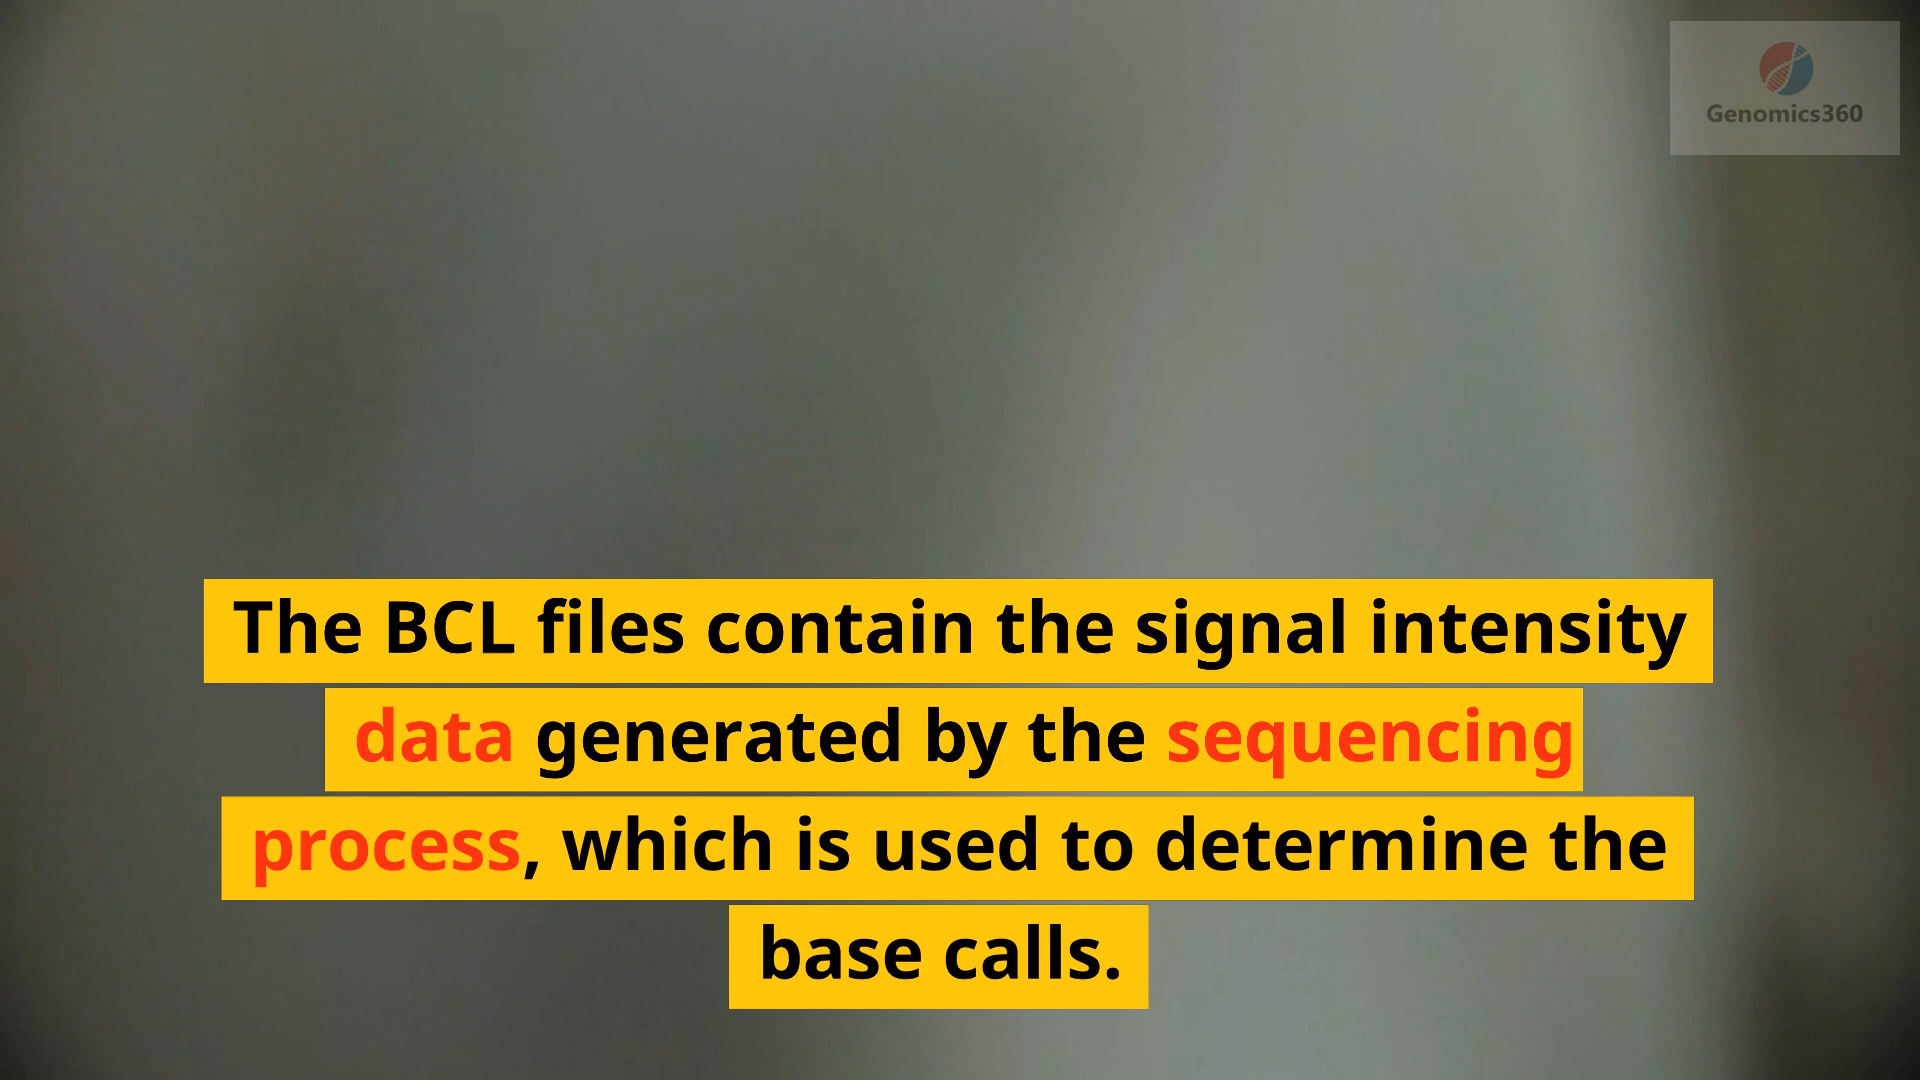 Genomics360
The BCL files contain the signal intensity
data generated by the sequencing
process, which is used to determine the
base calls.